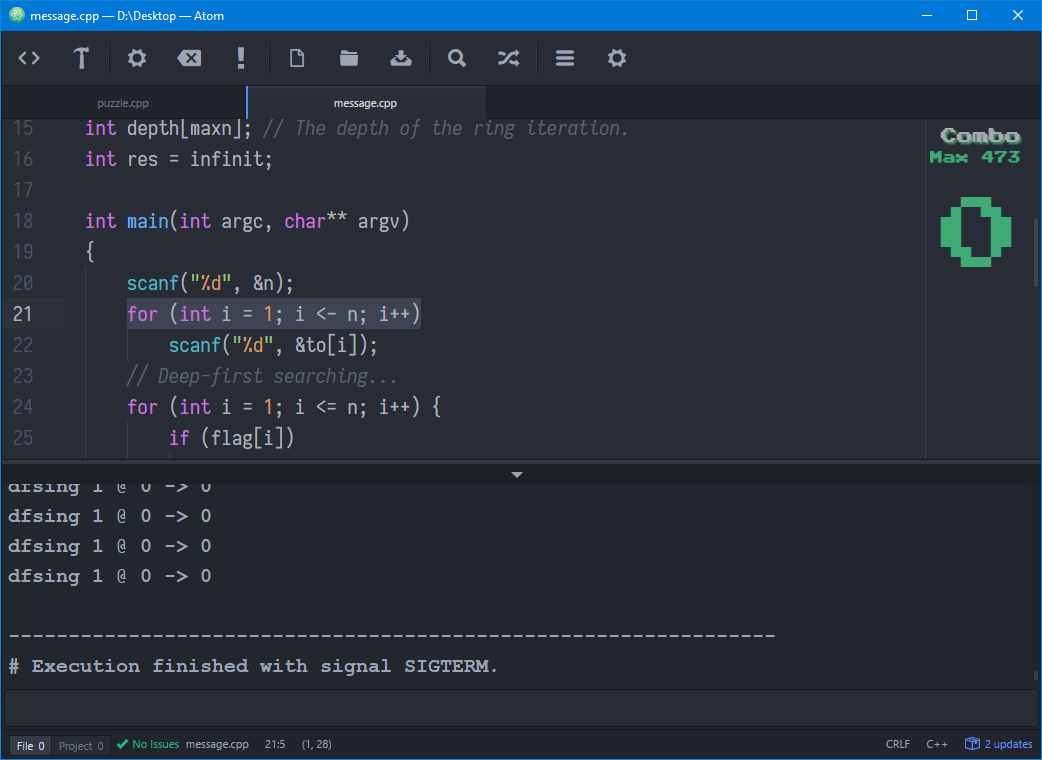 message.cpp — D:\Desktop — Atom
puzzle.cpp
message.cpp
15 int depth[maxn]; // The depth of the ring iteration.
16 int res = infinit;
17
18 int main(int argc, char** argv)
19 {
20 scanf("%d", &n);
21 for (int i = 1; i <- n; i++)
22 scanf("%d", &to[i]);
23 // Deep-first searching...
24 for (int i = 1; i <= n; i++) {
25 if (flag[i])
Combo
Max 473
0
dfsing 1 @ 0 -> 0
dfsing 1 @ 0 -> 0
dfsing 1 @ 0 -> 0
dfsing 1 @ 0 -> 0
----------------------------------------------------------------
# Execution finished with signal SIGTERM.
File 0 Project 0 No Issues message.cpp 21:5 (1, 28) CRLF C++ 2 updates